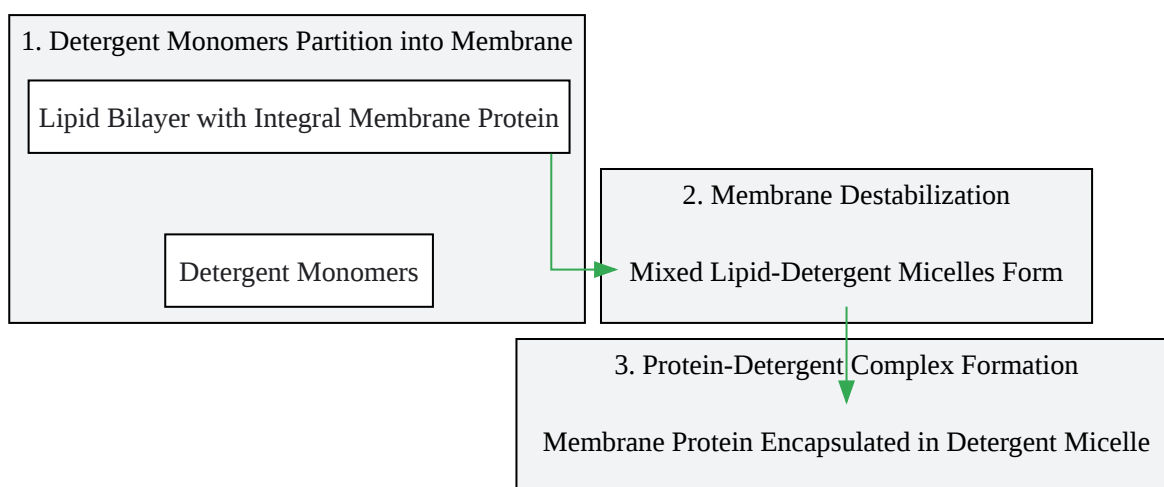 1. Detergent Monomers Partition into Membrane
Lipid Bilayer with Integral Membrane Protein
Detergent Monomers
2. Membrane Destabilization
Mixed Lipid-Detergent Micelles Form
3. Protein-Detergent Complex Formation
Membrane Protein Encapsulated in Detergent Micelle